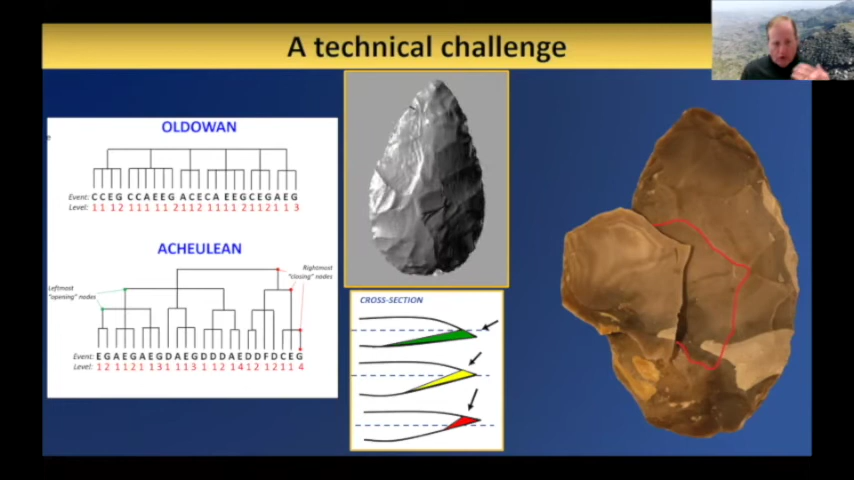 A technical challenge
OLDOWAN
Event: C C E G C C A E E G A C E C A E E G C E G A E G
Level: 1 1 1 2 1 1 1 1 1 2 1 1 2 1 1 1 1 2 1 1 2 1 1 3
ACHEULEAN
Rightmost
"closing" nodes
Leftmost
"opening" nodes
Event: E G A E G A E G D A E G D D D A E D D F D C E G
Level: 1 2 1 1 2 1 1 3 1 1 1 3 1 1 2 1 4 1 2 1 2 1 1 4
CROSS-SECTION